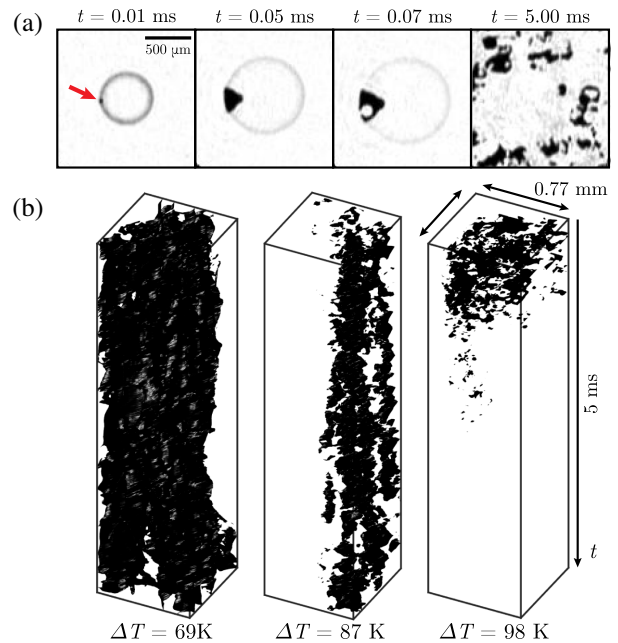 (a)
t = 0.01 ms
t = 0.05 ms
t = 0.07 ms
t = 5.00 ms
500 μm
(b)
0.77 mm
5 ms
t
ΔT = 69K
ΔT = 87 K
ΔT = 98 K